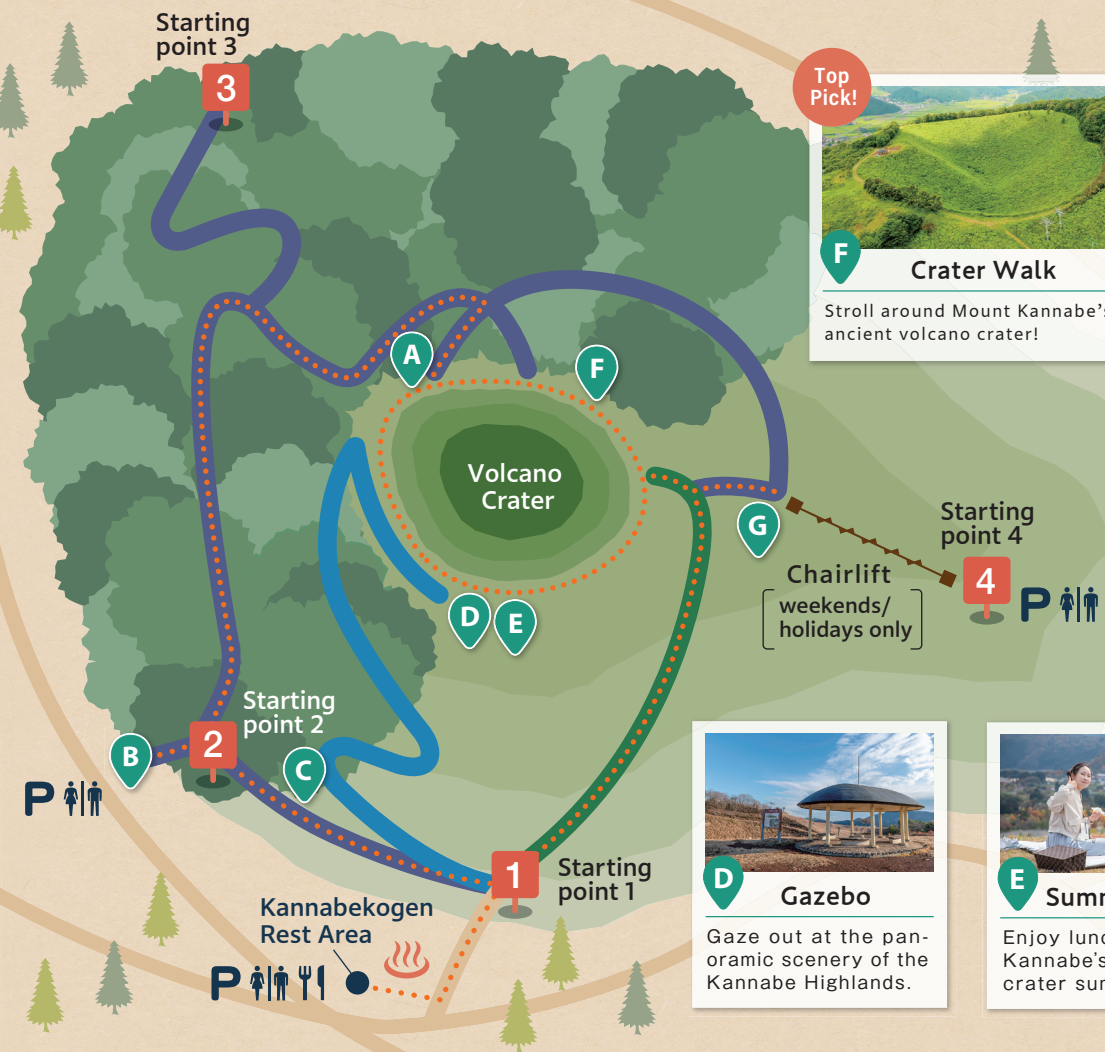 Starting
point 3
3
Top
Pick!
F
Crater Walk
Stroll around Mount Kannabe's
ancient volcano crater!
A
F
Volcano
Crater
G
Starting
point 4
4
P
Chairlift
weekends/
holidays only
D
E
Starting
point 2
2
B
C
P
1
Starting
point 1
Kannabekogen
Rest Area
P
D
Gazebo
Gaze out at the pan-
oramic scenery of the
Kannabe Highlands.
E
Enjoy
Kannabe's
crater